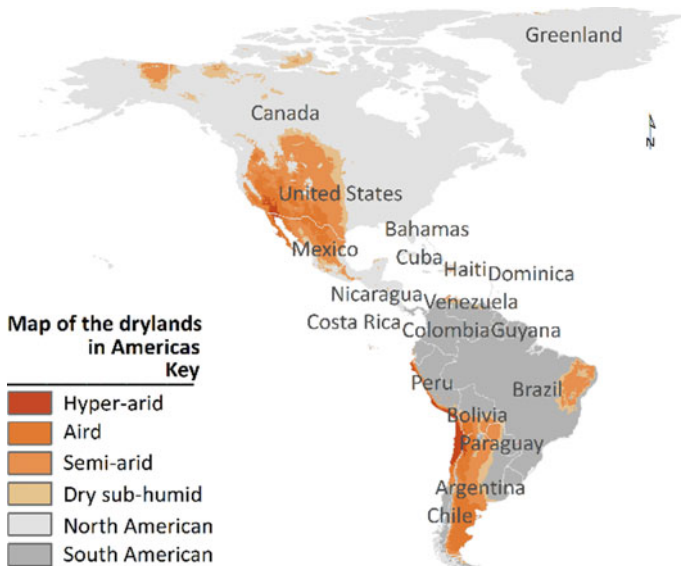 Greenland
Canada
N
United States
Bahamas
Mexico
Cuba
Haiti
Dominica
Nicaragua
Venezuela
Costa Rica
Colombia
Guyana
Peru
Brazil
Bolivia
Paraguay
Argentina
Chile
Map of the drylands
in Americas
Key
Hyper-arid
Aird
Semi-arid
Dry sub-humid
North American
South American